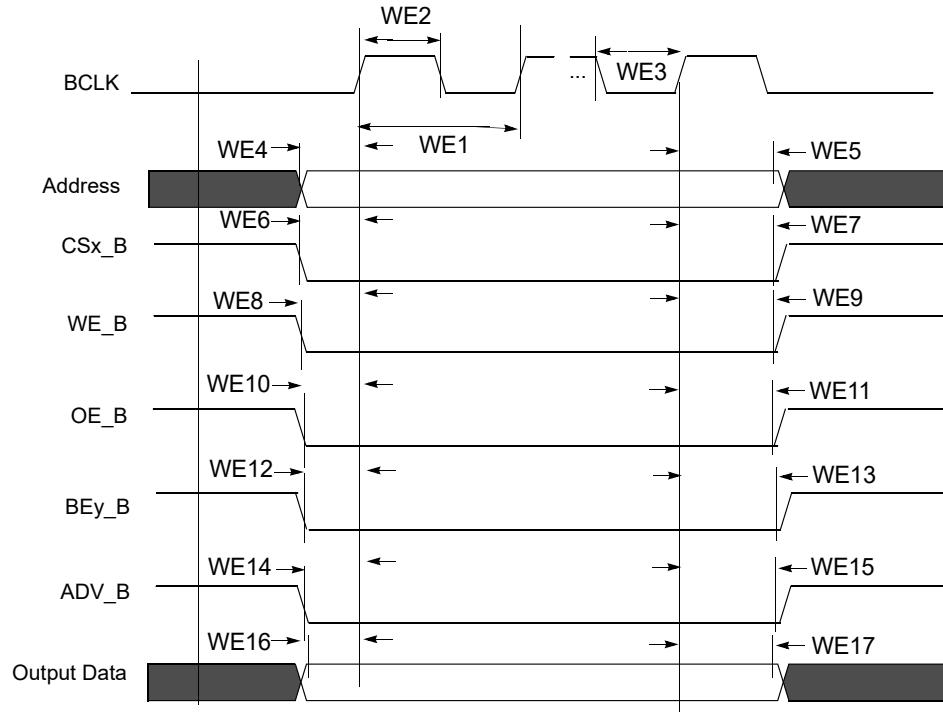 WE2
BCLK
...
WE3
WE4
WE1
WE5
Address
WE6
WE7
CSx_B
WE8
WE9
WE_B
WE10
WE11
OE_B
WE12
WE13
BEy_B
WE14
WE15
ADV_B
WE16
WE17
Output Data